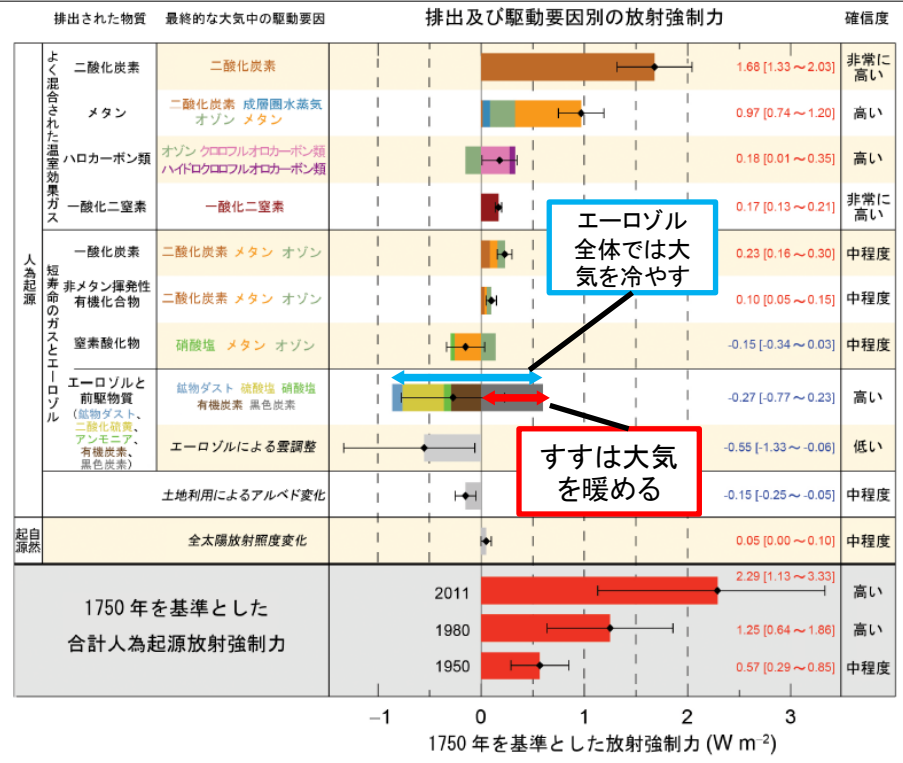 排出された物質
最終的な大気中の駆動要因
排出及び駆動要因別の放射強制力
確信度
人為起源
よく混合された温室効果ガス
二酸化炭素
二酸化炭素
1.68 [1.33～2.03]
非常に
高い
メタン
二酸化炭素 成層圏水蒸気
オゾン メタン
0.97 [0.74～1.20]
高い
ハロカーボン類
オゾン クロロフルオロカーボン類
ハイドロクロロフルオロカーボン類
0.18 [0.01～0.35]
高い
一酸化二窒素
一酸化二窒素
0.17 [0.13～0.21]
非常に
高い
短寿命のガスとエーロゾル
一酸化炭素
二酸化炭素 メタン オゾン
0.23 [0.16～0.30]
中程度
非メタン揮発性
有機化合物
二酸化炭素 メタン オゾン
0.10 [0.05～0.15]
中程度
窒素酸化物
硝酸塩 メタン オゾン
-0.15 [-0.34～0.03]
中程度
エーロゾルと
前駆物質
(鉱物ダスト、
二酸化硫黄、
アンモニア、
有機炭素、
黒色炭素)
鉱物ダスト 硫酸塩 硝酸塩
有機炭素 黒色炭素
-0.27 [-0.77～0.23]
高い
エーロゾルによる雲調整
-0.55 [-1.33～-0.06]
低い
土地利用によるアルベド変化
-0.15 [-0.25～-0.05]
中程度
自然
起源
全太陽放射照度変化
0.05 [0.00～0.10]
中程度
エーロゾル
全体では大
気を冷やす
すすは大気
を暖める
1750 年を基準とした
合計人為起源放射強制力
2011
2.29 [1.13～3.33]
高い
1980
1.25 [0.64～1.86]
高い
1950
0.57 [0.29～0.85]
中程度
−1 0 1 2 3
1750 年を基準とした放射強制力 (W m⁻²)